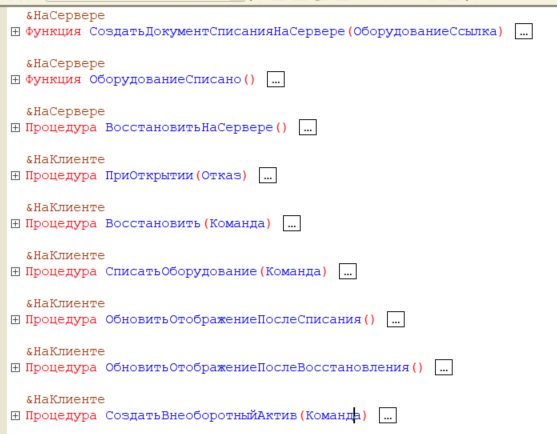 &НаСервере
Функция СоздатьДокументСписанияНаСервере(ОборудованиеСсылка) ...
&НаСервере
Функция ОборудованиеСписано() ...
&НаСервере
Процедура ВосстановитьНаСервере() ...
&НаКлиенте
Процедура ПриОткрытии(Отказ) ...
&НаКлиенте
Процедура Восстановить(Команда) ...
&НаКлиенте
Процедура СписатьОборудование(Команда) ...
&НаКлиенте
Процедура ОбновитьОтображениеПослеСписания() ...
&НаКлиенте
Процедура ОбновитьОтображениеПослеВосстановления() ...
&НаКлиенте
Процедура СоздатьВнеоборотныйАктив(Команда) ...